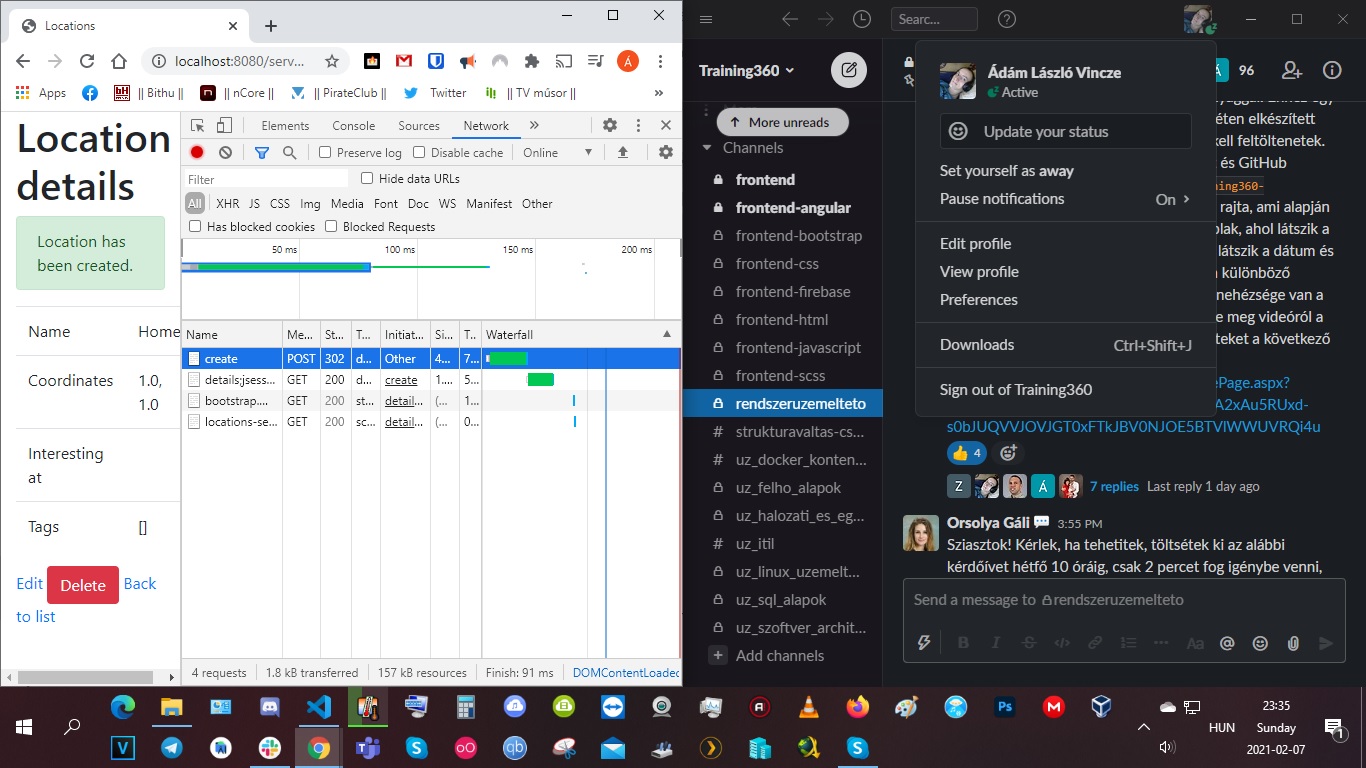 Locations
localhost:8080/serv...
Á
Apps
|| Bithu ||
|| nCore ||
|| PirateClub ||
Twitter
|| TV músor ||
»
Location
details
Location has
been created.
Name
Home
Coordinates
1.0,
1.0
Interesting
at
Tags
[]
Edit
Delete
Back
to list
Elements
Console
Sources
Network
»
Preserve log
Disable cache
Online
Filter
Hide data URLs
All
XHR
JS
CSS
Img
Media
Font
Doc
WS
Manifest
Other
Has blocked cookies
Blocked Requests
50 ms
100 ms
150 ms
200 ms
Name Me... St... T... Initiat... Si... T... Waterfall
create POST 302 d... Other 4... 7...
details;jsess... GET 200 d... create 1.... 5...
bootstrap.... GET 200 st... detail... (... 1...
locations-se... GET 200 sc... detail... (... 0...
4 requests
1.8 kB transferred
157 kB resources
Finish: 91 ms
DOMContentLoaded
Searc...
Training360
More unreads
Channels
frontend
frontend-angular
frontend-bootstrap
frontend-css
frontend-firebase
frontend-html
frontend-javascript
frontend-scss
rendszeruzemelteto
# strukturavaltas-cs...
# uz_docker_konten...
uz_felho_alapok
uz_halozati_es_eg...
# uz_itil
uz_linux_uzemelt...
uz_sql_alapok
uz_szoftver_archit...
+ Add channels
Á
96
Ádám László Vincze
Active
Update your status
Set yourself as away
Pause notifications
On
Edit profile
View profile
Preferences
Downloads
Ctrl+Shift+J
Sign out of Training360
éten elkészített
kell feltöltenetek.
és GitHub
ning360-
rajta, ami alapján
blak, ahol látszik a
látszik a dátum és
különböző
nehézsége van a
e meg videóról a
teket a következő
ePage.aspx?
A2xAu5RUxd-
s0bJUQVVJOVJGT0xFTkJBV0NJOE5BTVlWWUVRQi4u
4
Z
Á
7 replies
Last reply 1 day ago
Orsolya Gáli
3:55 PM
Sziasztok! Kérlek, ha tehetitek, töltsétek ki az alábbi
kérdőívet hétfő 10 óráig, csak 2 percet fog igénybe venni,
Send a message to rendszeruzemelteto
B
I
S
Aa
@
Ps
M
V
S
qb
S
HUN
23:35
Sunday
2021-02-07
1